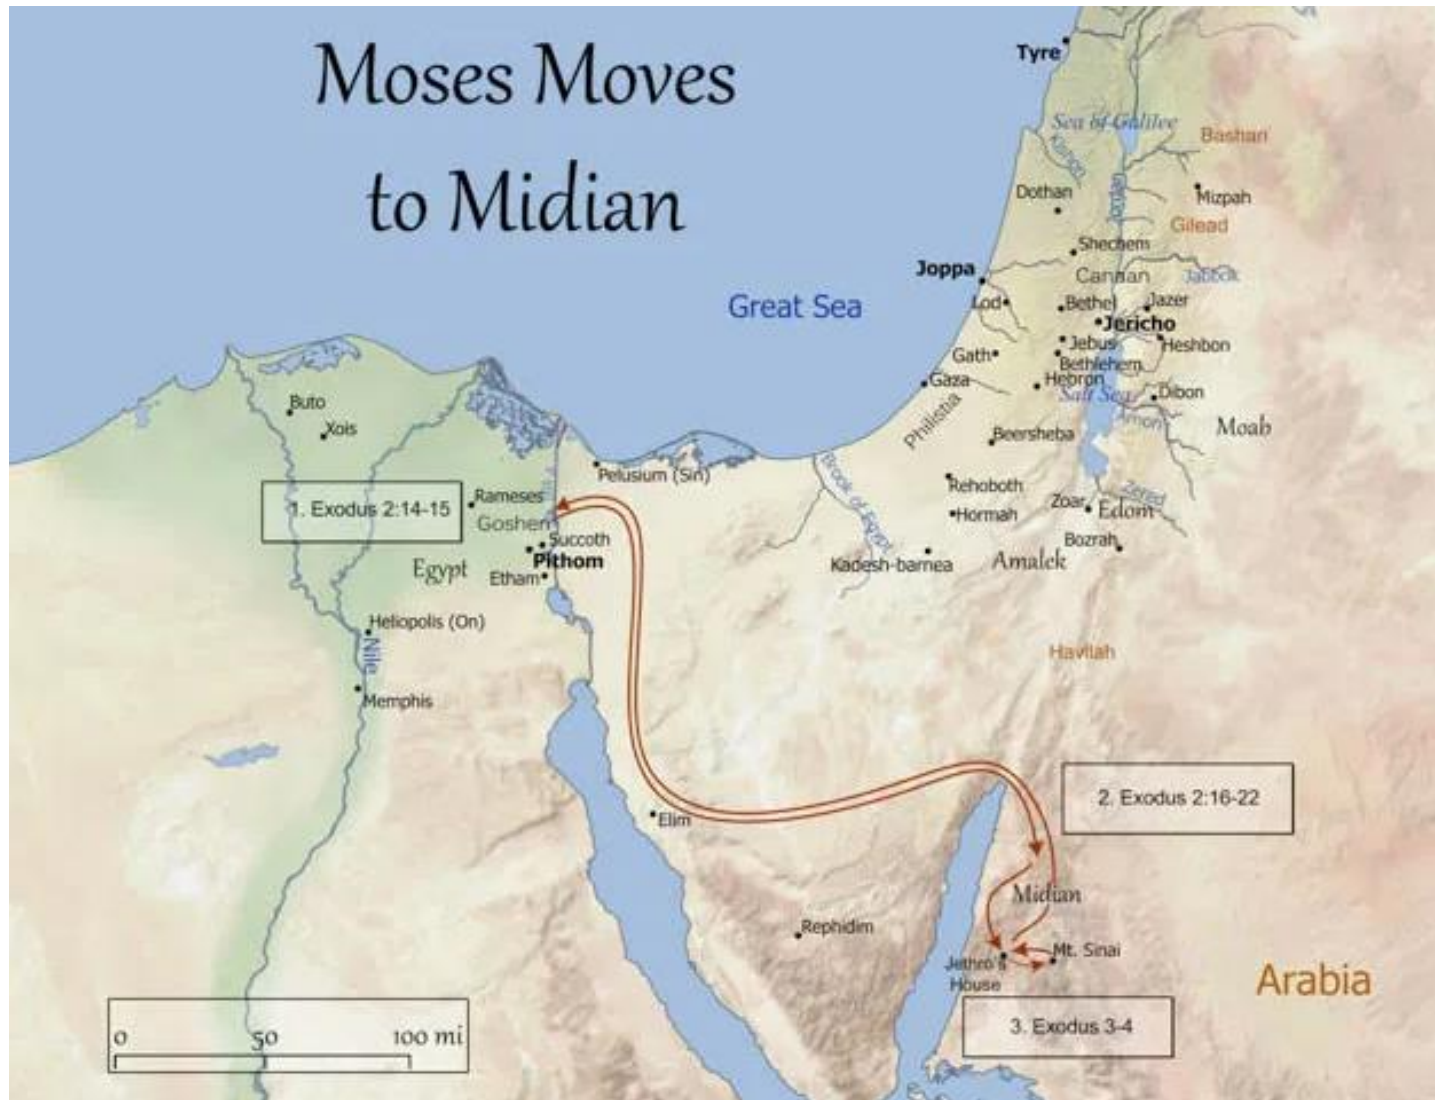 Moses Moves
to Midian
Tyre
Sea of Galilee
Bashan
Kishon
Dothan
Jordan
Mizpah
Gilead
Shechem
Joppa
Canaan
Jabbok
Great Sea
Lod
Bethel
Jazer
Jericho
Jebus
Heshbon
Gath
Bethlehem
Gaza
Hebron
Salt Sea
Dibon
Buto
Philistia
Arnon
Moab
Xois
Beersheba
Pelusium (Sin)
Brook of Egypt
Rehoboth
Zered
Rameses
Zoar
1. Exodus 2:14-15
Hormah
Edom
Goshen
Succoth
Bozrah
Pithom
Kadesh-barnea
Amalek
Egypt
Etham
Heliopolis (On)
Nile
Havilah
Memphis
2. Exodus 2:16-22
Elim
Midian
Rephidim
Mt. Sinai
Jethro's
House
Arabia
3. Exodus 3-4
0 50 100 mi